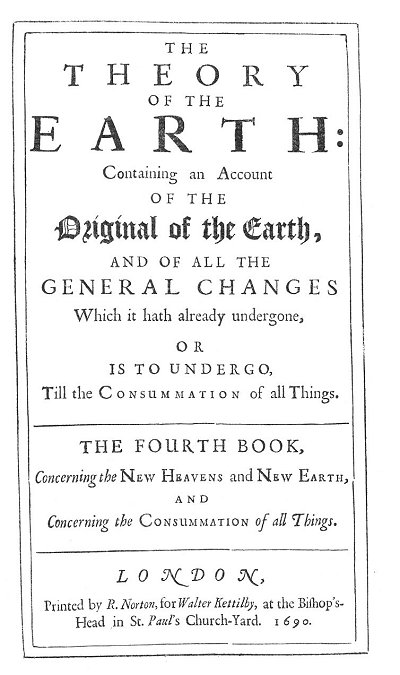 THE
THEORY
OF THE
EARTH:
Containing an Account
OF THE
Original of the Earth,
AND OF ALL THE
GENERAL CHANGES
Which it hath already undergone,
OR
IS TO UNDERGO,
Till the CONSUMMATION of all Things.
THE FOURTH BOOK,
Concerning the NEW HEAVENS and NEW EARTH,
AND
Concerning the CONSUMMATION of all Things.
LONDON,
Printed by R. Norton, for Walter Kettilby, at the Bishop's-
Head in St. Paul's Church-Yard. 1690.